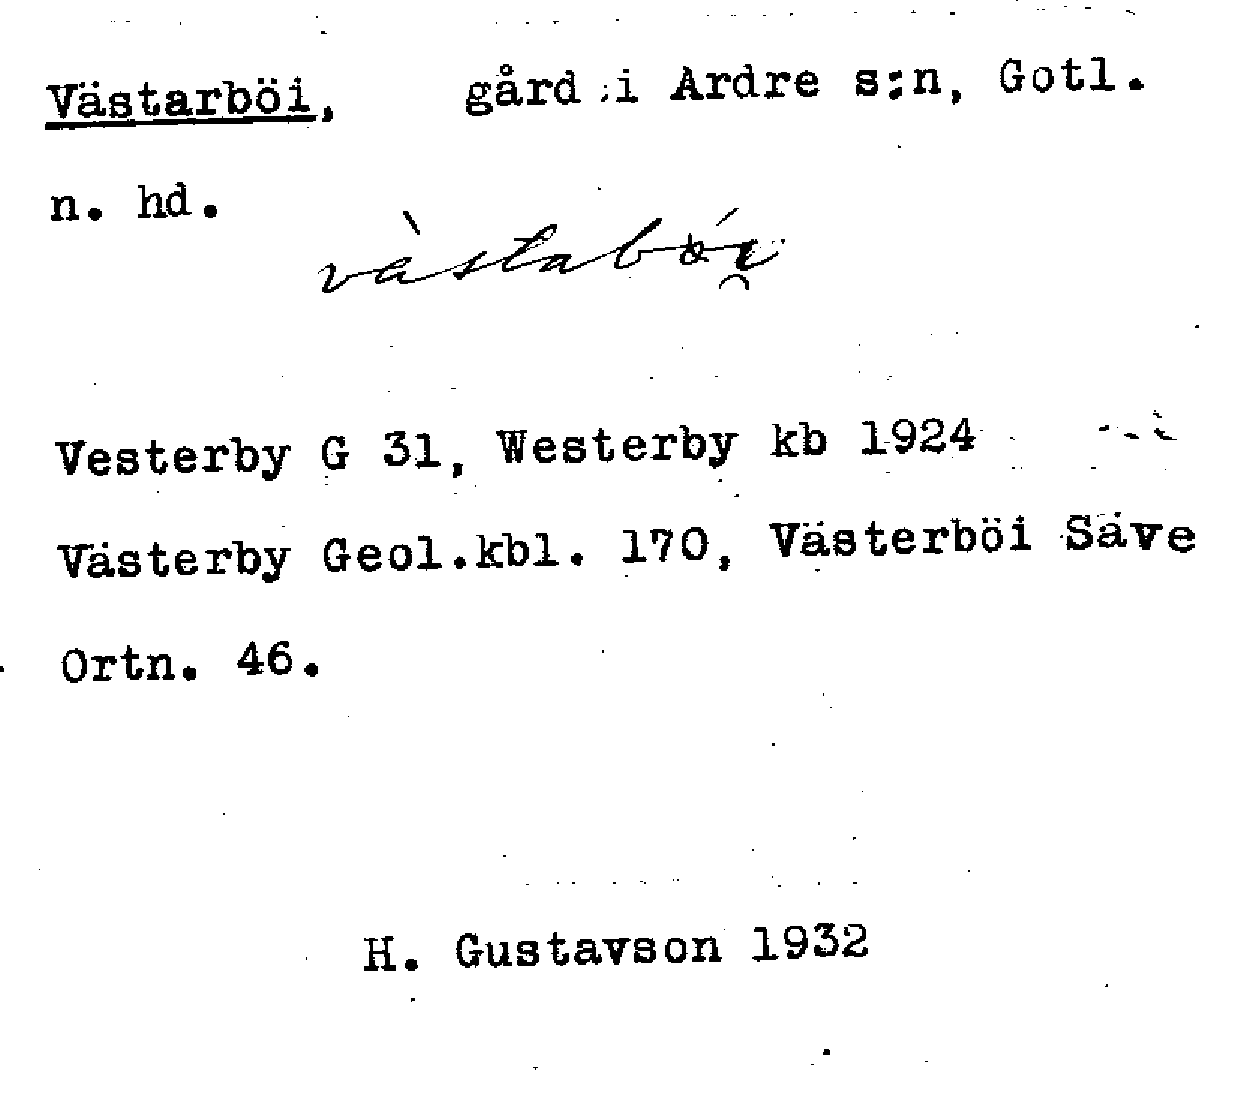 Västarböi, gård i Ardre s:n, Gotl.
n. hd.
Vesterby G 31, Westerby kb 1924
Västerby Geol.kbl. 170, Västerböi Säve
Ortn. 46.
H. Gustavson 1932